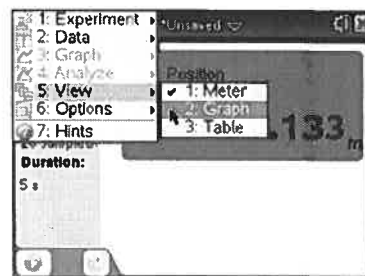 1: Experiment
*Unsaved
2: Data
3: Graph
4: Analyze
Position
5: View
1: Meter
6: Options
2: Graph
7: Hints
3: Table
.133 m
Duration:
5 s